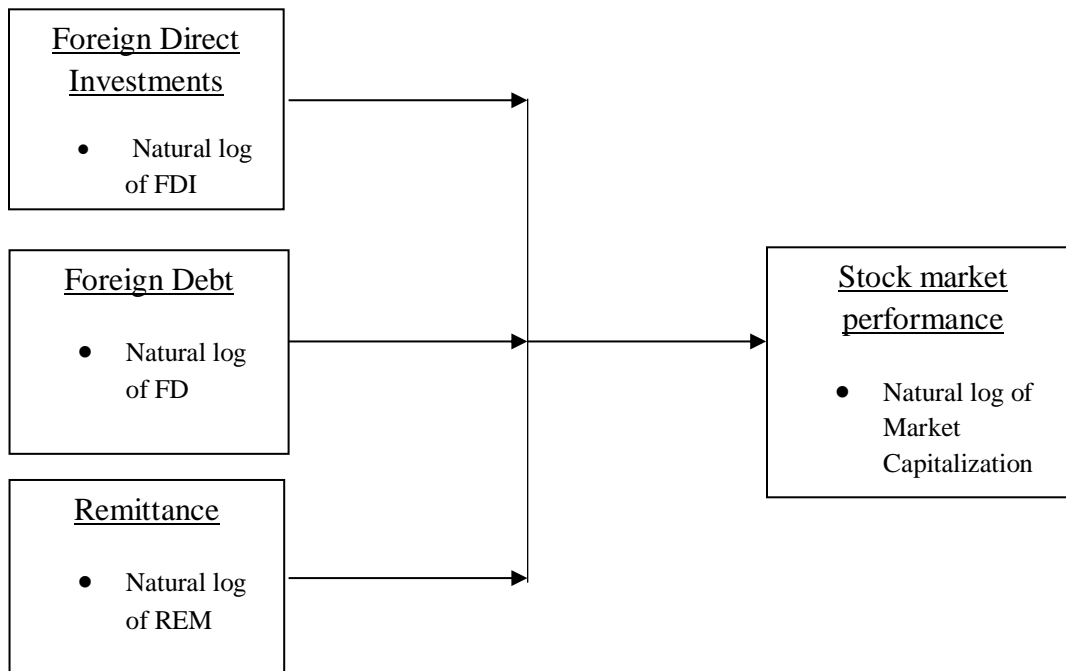 Foreign Direct
Investments
• Natural log
of FDI
Foreign Debt
• Natural log
of FD
Remittance
• Natural log
of REM
Stock market
performance
• Natural log of
Market
Capitalization